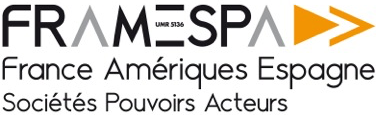 FRAMESPA
UMR 5136
France Amériques Espagne
Sociétés Pouvoirs Acteurs